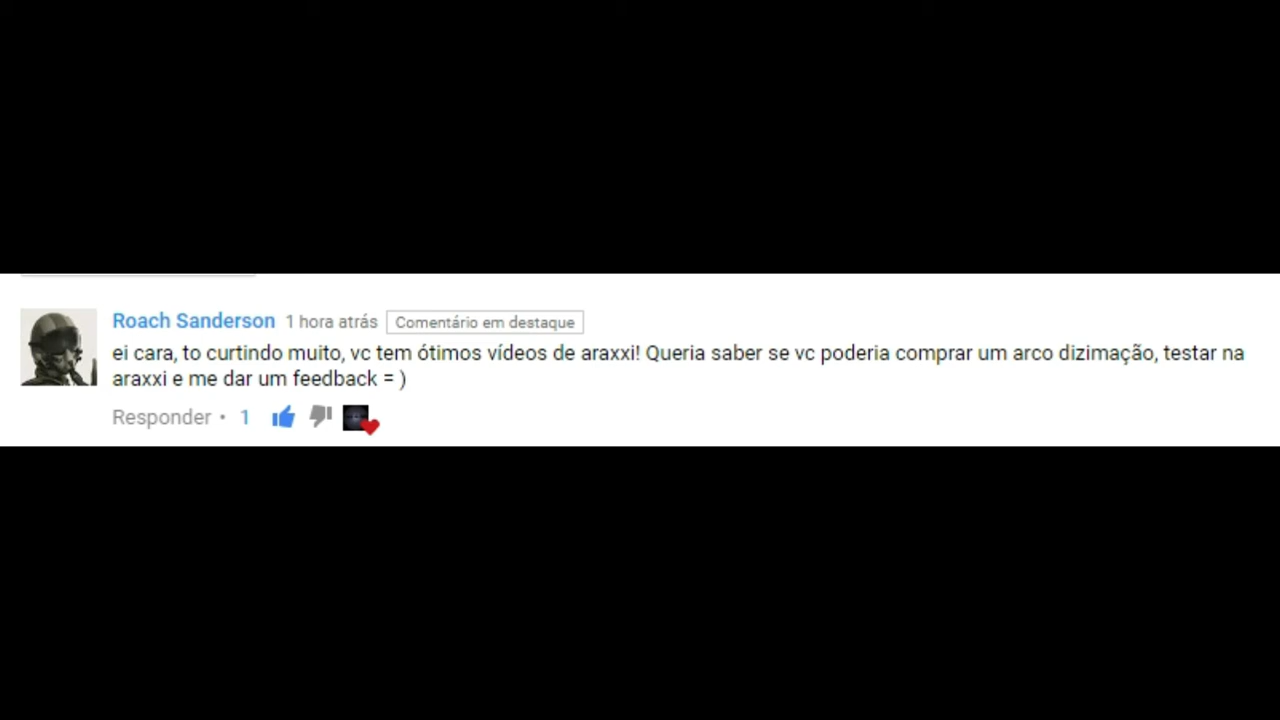 Roach Sanderson 1 hora atrás Comentário em destaque
ei cara, to curtindo muito, vc tem ótimos vídeos de araxxi! Queria saber se vc poderia comprar um arco dizimação, testar na
araxxi e me dar um feedback = )
Responder • 1